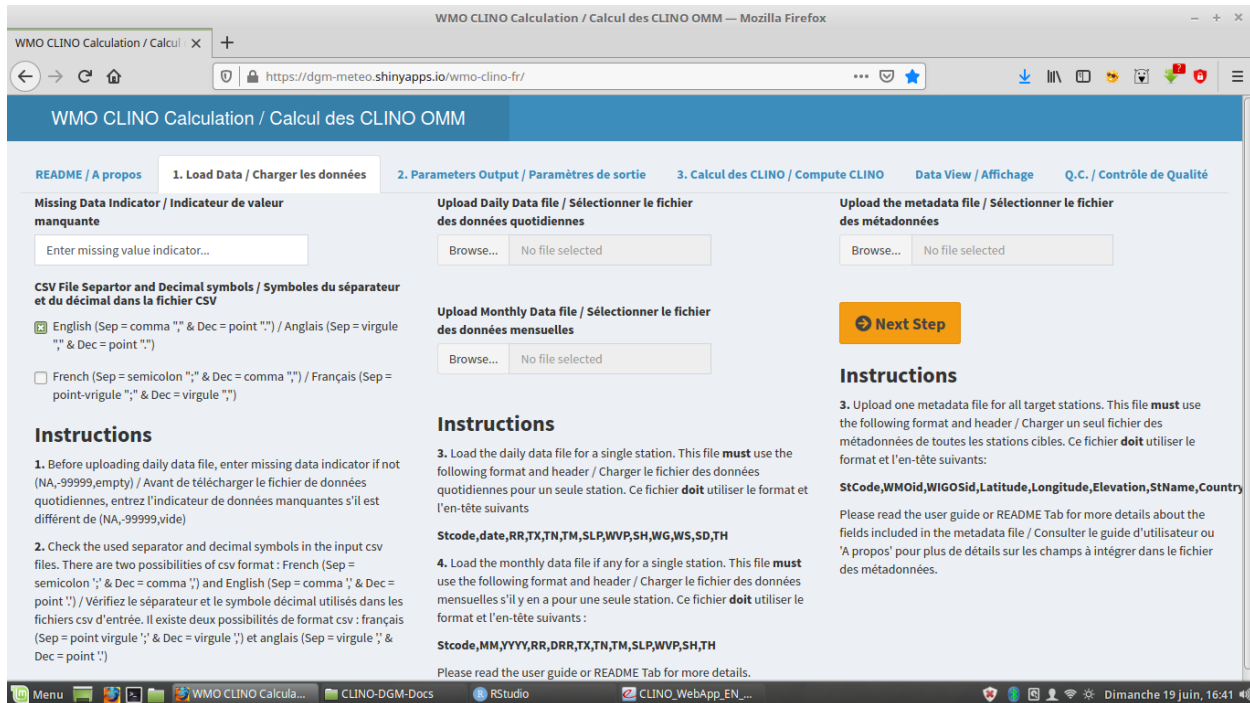 WMO CLINO Calculation / Calcul des CLINO OMM — Mozilla Firefox
WMO CLINO Calculation / Calcul
https://dgm-meteo.shinyapps.io/wmo-clino-fr/
WMO CLINO Calculation / Calcul des CLINO OMM
README / A propos
1. Load Data / Charger les données
2. Parameters Output / Paramètres de sortie
3. Calcul des CLINO / Compute CLINO
Data View / Affichage
Q.C. / Contrôle de Qualité
Missing Data Indicator / Indicateur de valeur
manquante
Enter missing value indicator...
CSV File Separtor and Decimal symbols / Symboles du séparateur
et du décimal dans la fichier CSV
English (Sep = comma "," & Dec = point ".") / Anglais (Sep = virgule
"," & Dec = point ".")
French (Sep = semicolon ";" & Dec = comma ",") / Français (Sep =
point-vrigule ";" & Dec = virgule ",")
Instructions
1. Before uploading daily data file, enter missing data indicator if not
(NA,-99999,empty) / Avant de télécharger le fichier de données
quotidiennes, entrez l'indicateur de données manquantes s'il est
différent de (NA,-99999,vide)
2. Check the used separator and decimal symbols in the input csv
files. There are two possibilities of csv format : French (Sep =
semicolon ';' & Dec = comma ',') and English (Sep = comma ',' & Dec =
point '.') / Vérifiez le séparateur et le symbole décimal utilisés dans les
fichiers csv d'entrée. Il existe deux possibilités de format csv : français
(Sep = point virgule ';' & Dec = virgule ',') et anglais (Sep = virgule ',' &
Dec = point '.')
Upload Daily Data file / Sélectionner le fichier
des données quotidiennes
Browse... No file selected
Upload Monthly Data file / Sélectionner le fichier
des données mensuelles
Browse... No file selected
Instructions
3. Load the daily data file for a single station. This file must use the
following format and header / Charger le fichier des données
quotidiennes pour un seule station. Ce fichier doit utiliser le format et
l'en-tête suivants
Stcode,date,RR,TX,TN,TM,SLP,WVP,SH,WG,WS,SD,TH
4. Load the monthly data file if any for a single station. This file must
use the following format and header / Charger le fichier des données
mensuelles s'il y en a pour une seule station. Ce fichier doit utiliser le
format et l'en-tête suivants :
Stcode,MM,YYYY,RR,DRR,TX,TN,TM,SLP,WVP,SH,TH
Please read the user guide or README Tab for more details.
Upload the metadata file / Sélectionner le fichier
des métadonnées
Browse... No file selected
Next Step
Instructions
3. Upload one metadata file for all target stations. This file must use
the following format and header / Charger un seul fichier des
métadonnées de toutes les stations cibles. Ce fichier doit utiliser le
format et l'en-tête suivants:
StCode,WMOid,WIGOSid,Latitude,Longitude,Elevation,StName,Country
Please read the user guide or README Tab for more details about the
fields included in the metadata file / Consulter le guide d'utilisateur ou
'A propos' pour plus de détails sur les champs à intégrer dans le fichier
des métadonnées.
Menu
WMO CLINO Calcula...
CLINO-DGM-Docs
RStudio
CLINO_WebApp_EN_...
Dimanche 19 juin, 16:41